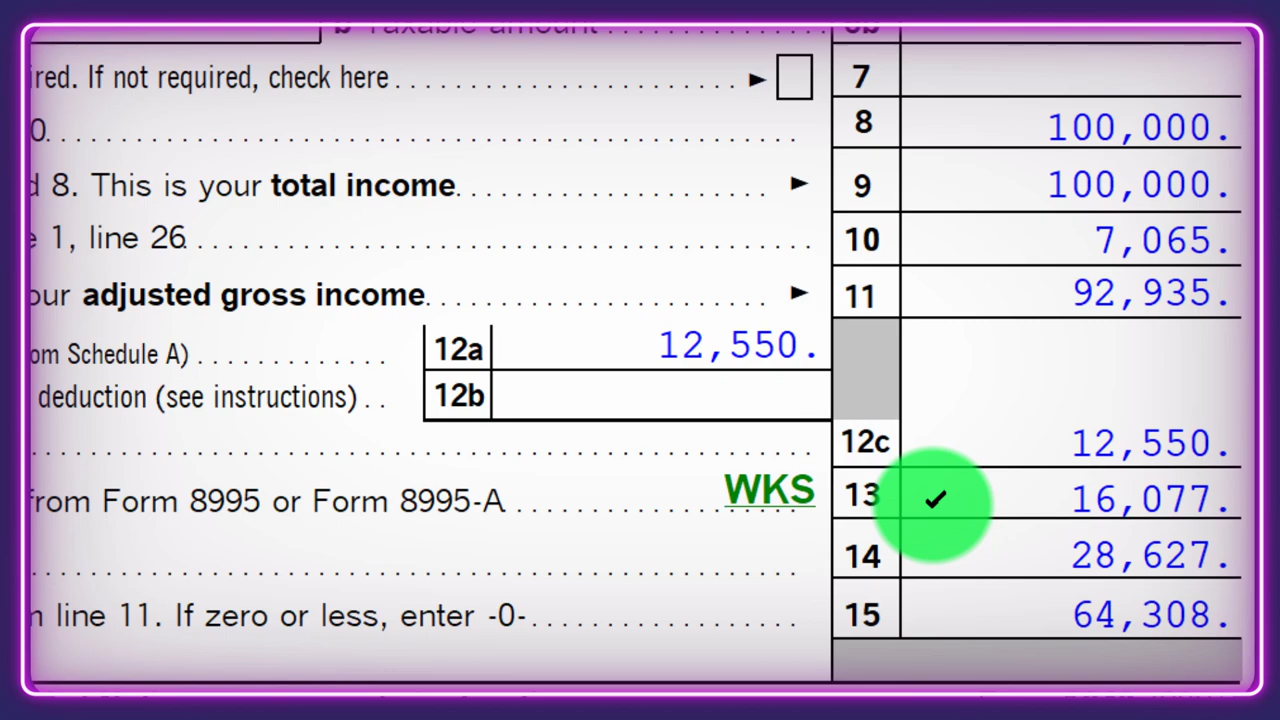 b Taxable amount
ired. If not required, check here ► 7
8 100,000.
d 8. This is your total income ► 9 100,000.
e 1, line 26 10 7,065.
our adjusted gross income ► 11 92,935.
om Schedule A) 12a 12,550.
deduction (see instructions) 12b
12c 12,550.
from Form 8995 or Form 8995-A WKS 13 ✓ 16,077.
14 28,627.
m line 11. If zero or less, enter -0- 15 64,308.